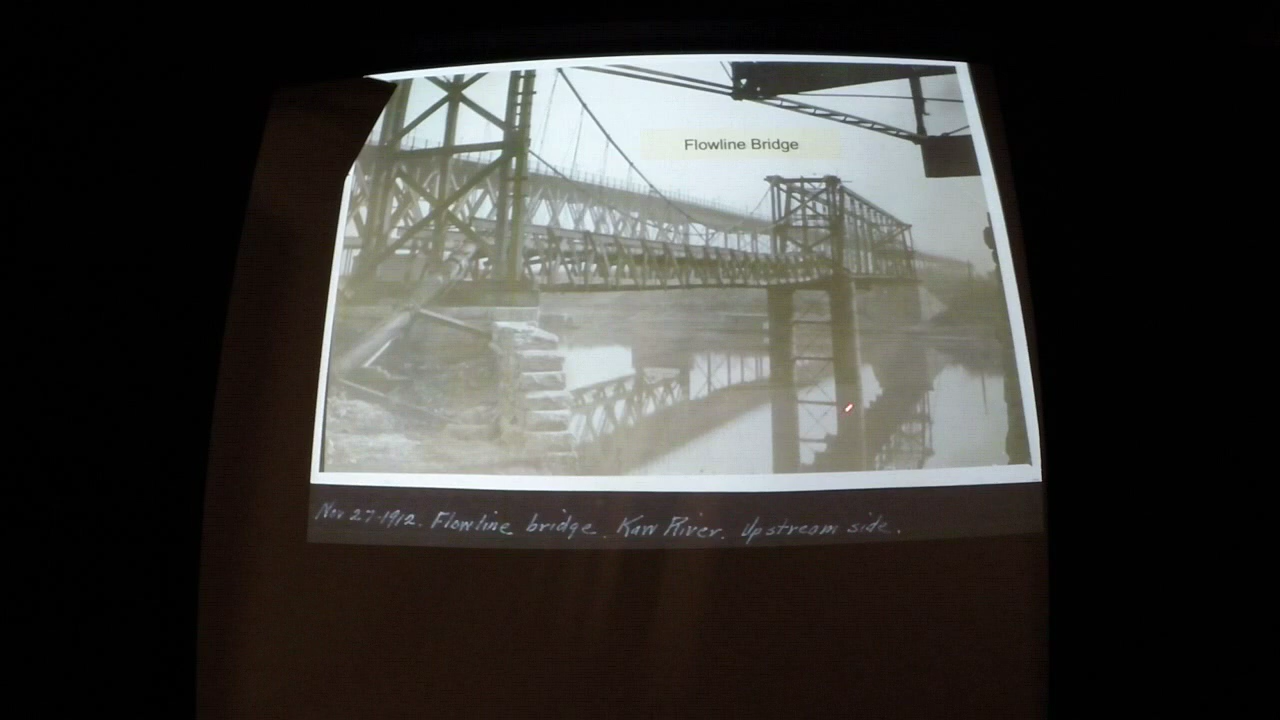 Flowline Bridge
Nov 27-1912. Flowline bridge. Kaw River. Upstream side.